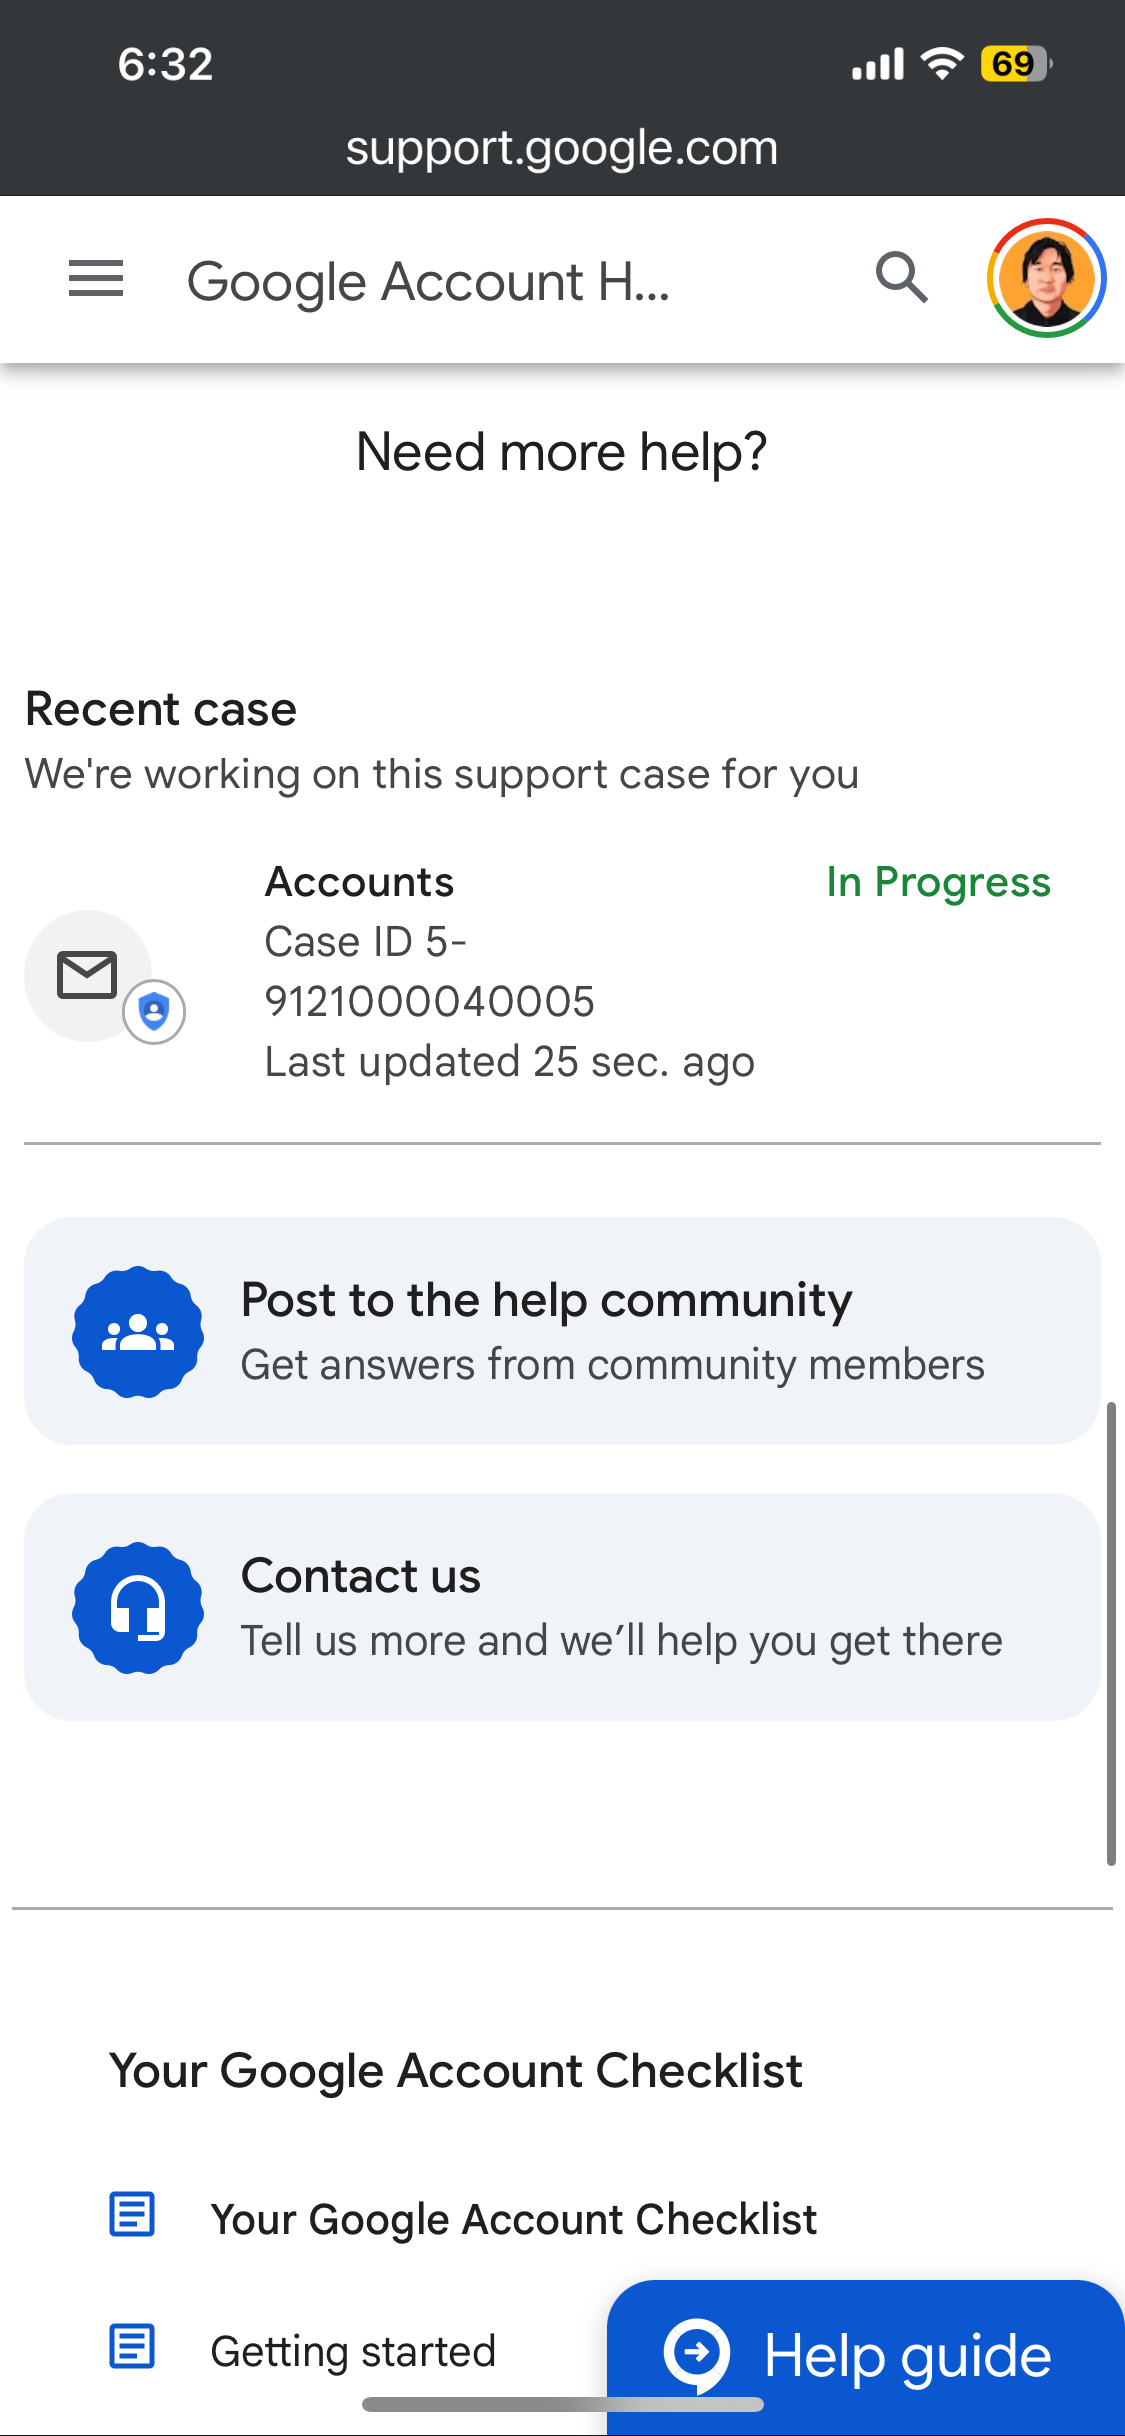 6:32
69
support.google.com
Google Account H...
Need more help?
Recent case
We're working on this support case for you
Accounts
In Progress
Case ID 5-
9121000040005
Last updated 25 sec. ago
Post to the help community
Get answers from community members
Contact us
Tell us more and we’ll help you get there
Your Google Account Checklist
Your Google Account Checklist
Getting started
Help guide